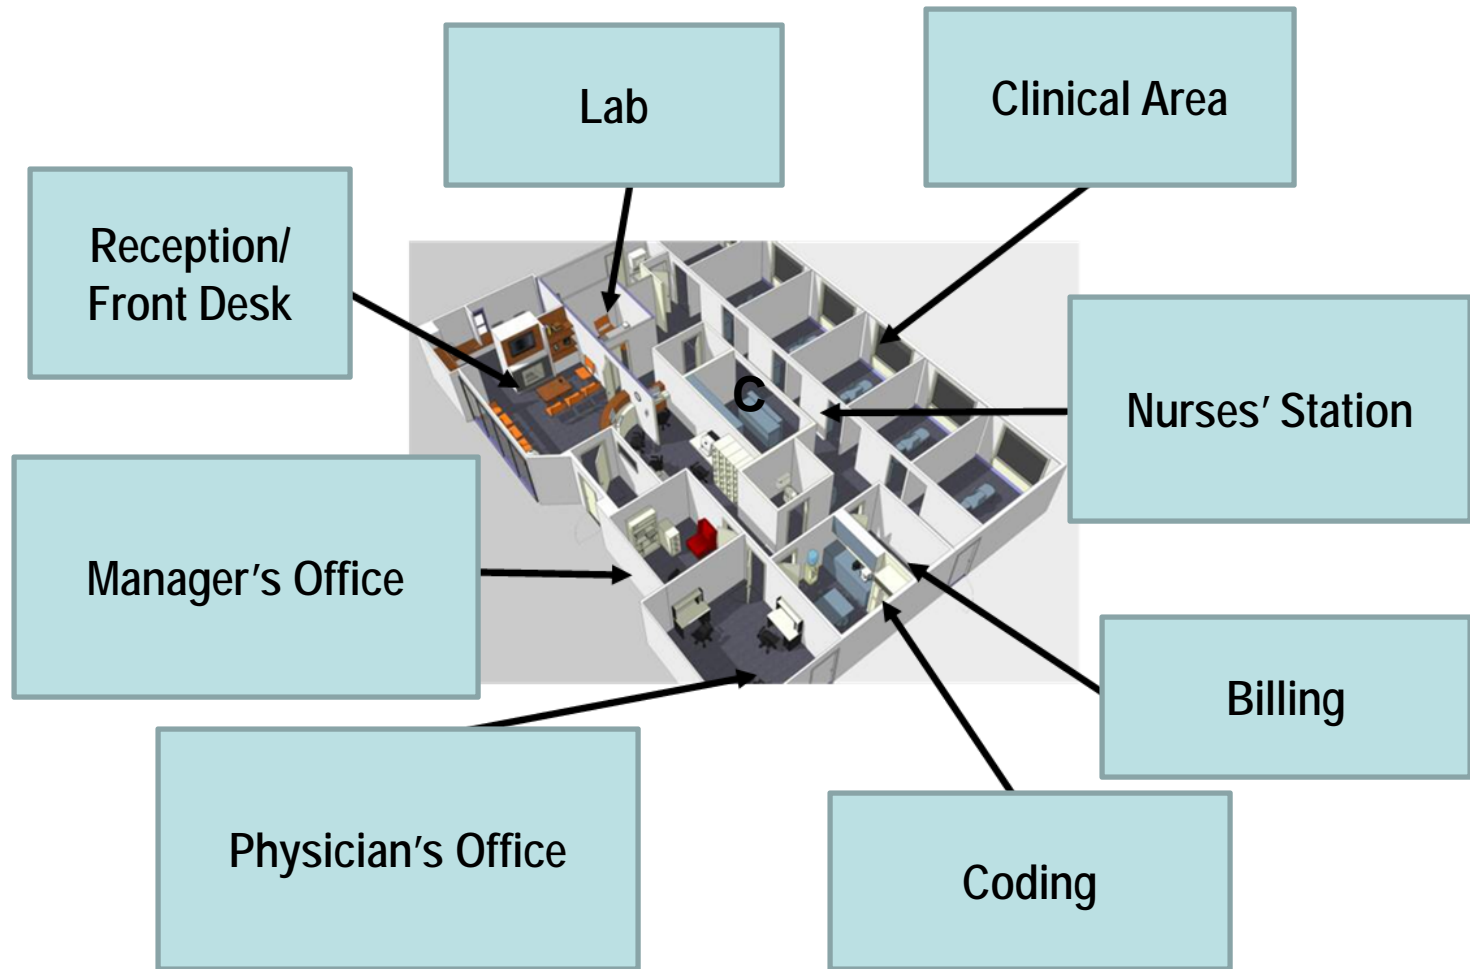 Lab
Clinical Area
Reception/
Front Desk
C
Nurses’ Station
Manager’s Office
Billing
Physician’s Office
Coding